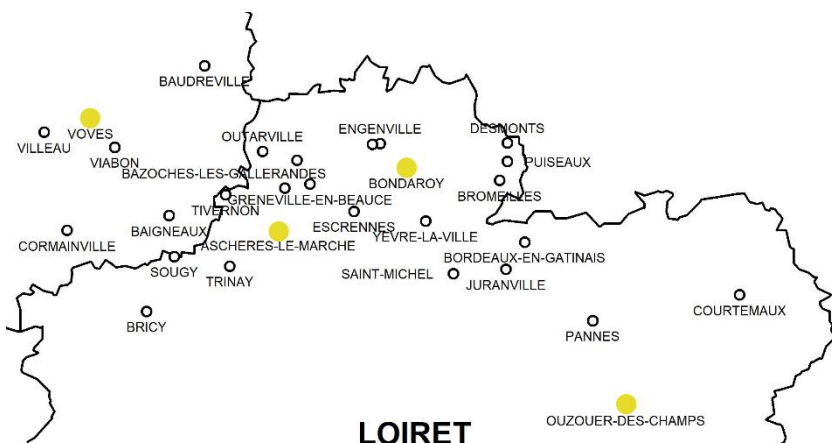 BAUDREVILLE
VOVES
VILLEAU
VIABON
OUTARVILLE
ENGENVILLE
DESMONTS
BAZOCHES-LES-GALLERANDES
PUISEAUX
BONDAROY
BROMEILLES
GRENEVILLE-EN-BEAUCE
TIVERNON
BAIGNEAUX
ESCRENNES
YEVRE-LA-VILLE
CORMAINVILLE
ASCHERES-LE-MARCHE
BORDEAUX-EN-GATINAIS
SOUGY
TRINAY
SAINT-MICHEL
JURANVILLE
COURTEMAUX
BRICY
PANNES
OUZOUER-DES-CHAMPS
LOIRET